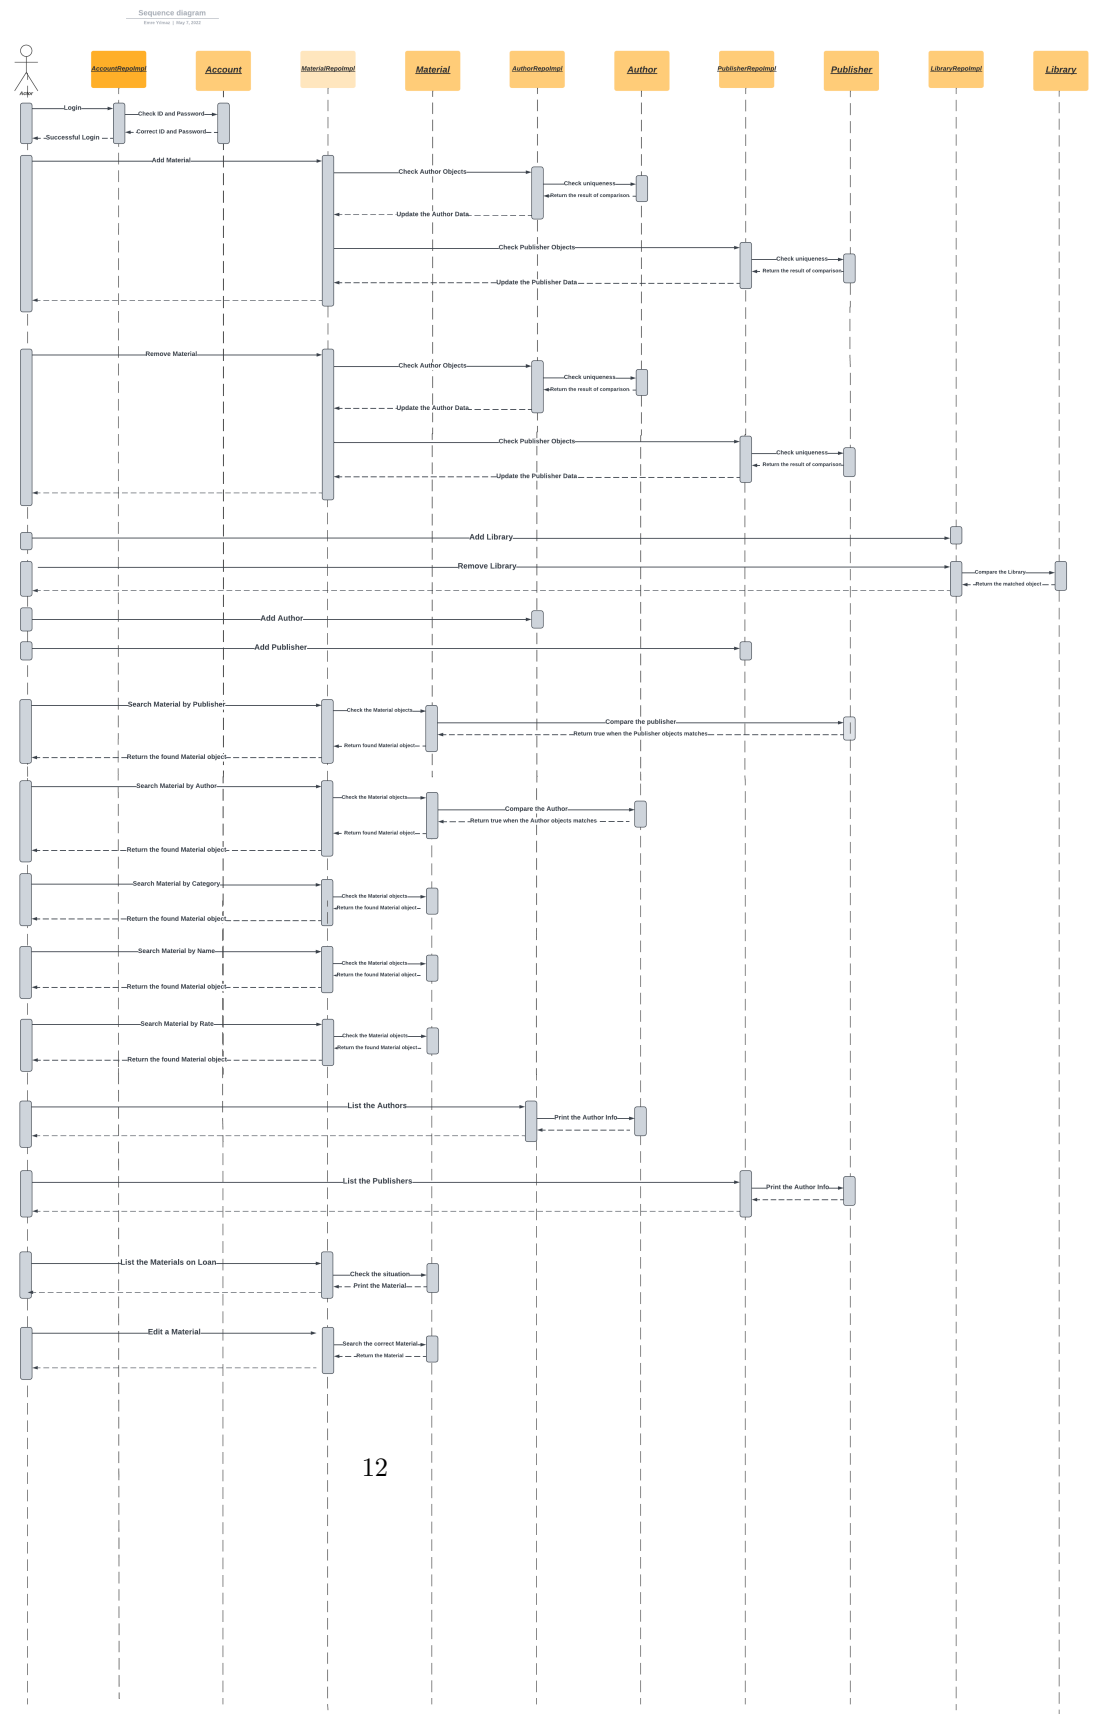 Sequence diagram
Emre Yılmaz | May 7, 2022
Actor
AccountRepoImpl
Account
MaterialRepoImpl
Material
AuthorRepoImpl
Author
PublisherRepoImpl
Publisher
LibraryRepoImpl
Library
Login
Check ID and Password
Correct ID and Password
Successful Login
Add Material
Check Author Objects
Check uniqueness
Return the result of comparison
Update the Author Data
Check Publisher Objects
Check uniqueness
Return the result of comparison
Update the Publisher Data
Remove Material
Check Author Objects
Check uniqueness
Return the result of comparison
Update the Author Data
Check Publisher Objects
Check uniqueness
Return the result of comparison
Update the Publisher Data
Add Library
Remove Library
Compare the Library
Return the matched object
Add Author
Add Publisher
Search Material by Publisher
Check the Material objects
Compare the publisher
Return true when the Publisher objects matches
Return found Material object
Return the found Material object
Search Material by Author
Check the Material objects
Compare the Author
Return true when the Author objects matches
Return found Material object
Return the found Material object
Search Material by Category
Check the Material objects
Return the found Material object
Return the found Material object
Search Material by Name
Check the Material objects
Return the found Material object
Return the found Material object
Search Material by Rate
Check the Material objects
Return the found Material object
Return the found Material object
List the Authors
Print the Author Info
List the Publishers
Print the Author Info
List the Materials on Loan
Check the situation
Print the Material
Edit a Material
Search the correct Material
Return the Material
12